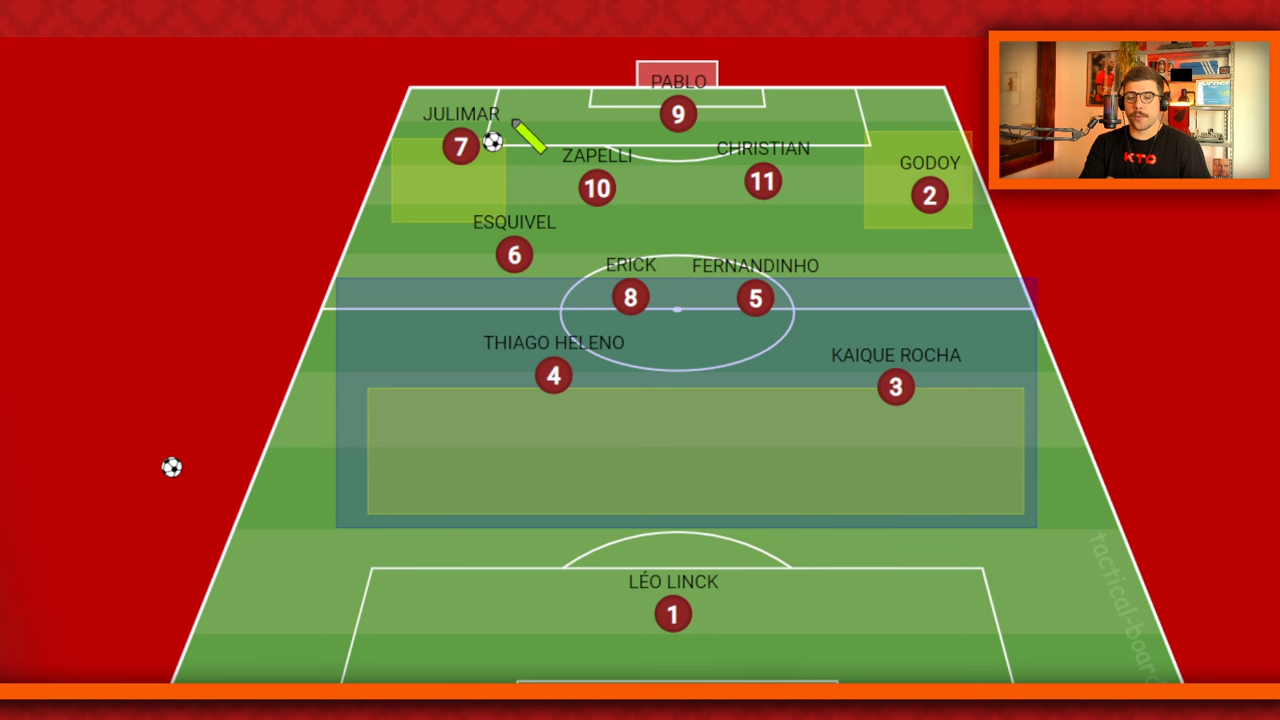 PABLO
9
JULIMAR
7
ZAPELLI
10
CHRISTIAN
11
GODOY
2
ESQUIVEL
6
ERICK
8
FERNANDINHO
5
THIAGO HELENO
4
KAIQUE ROCHA
3
LÉO LINCK
1
tactical-board
KTO